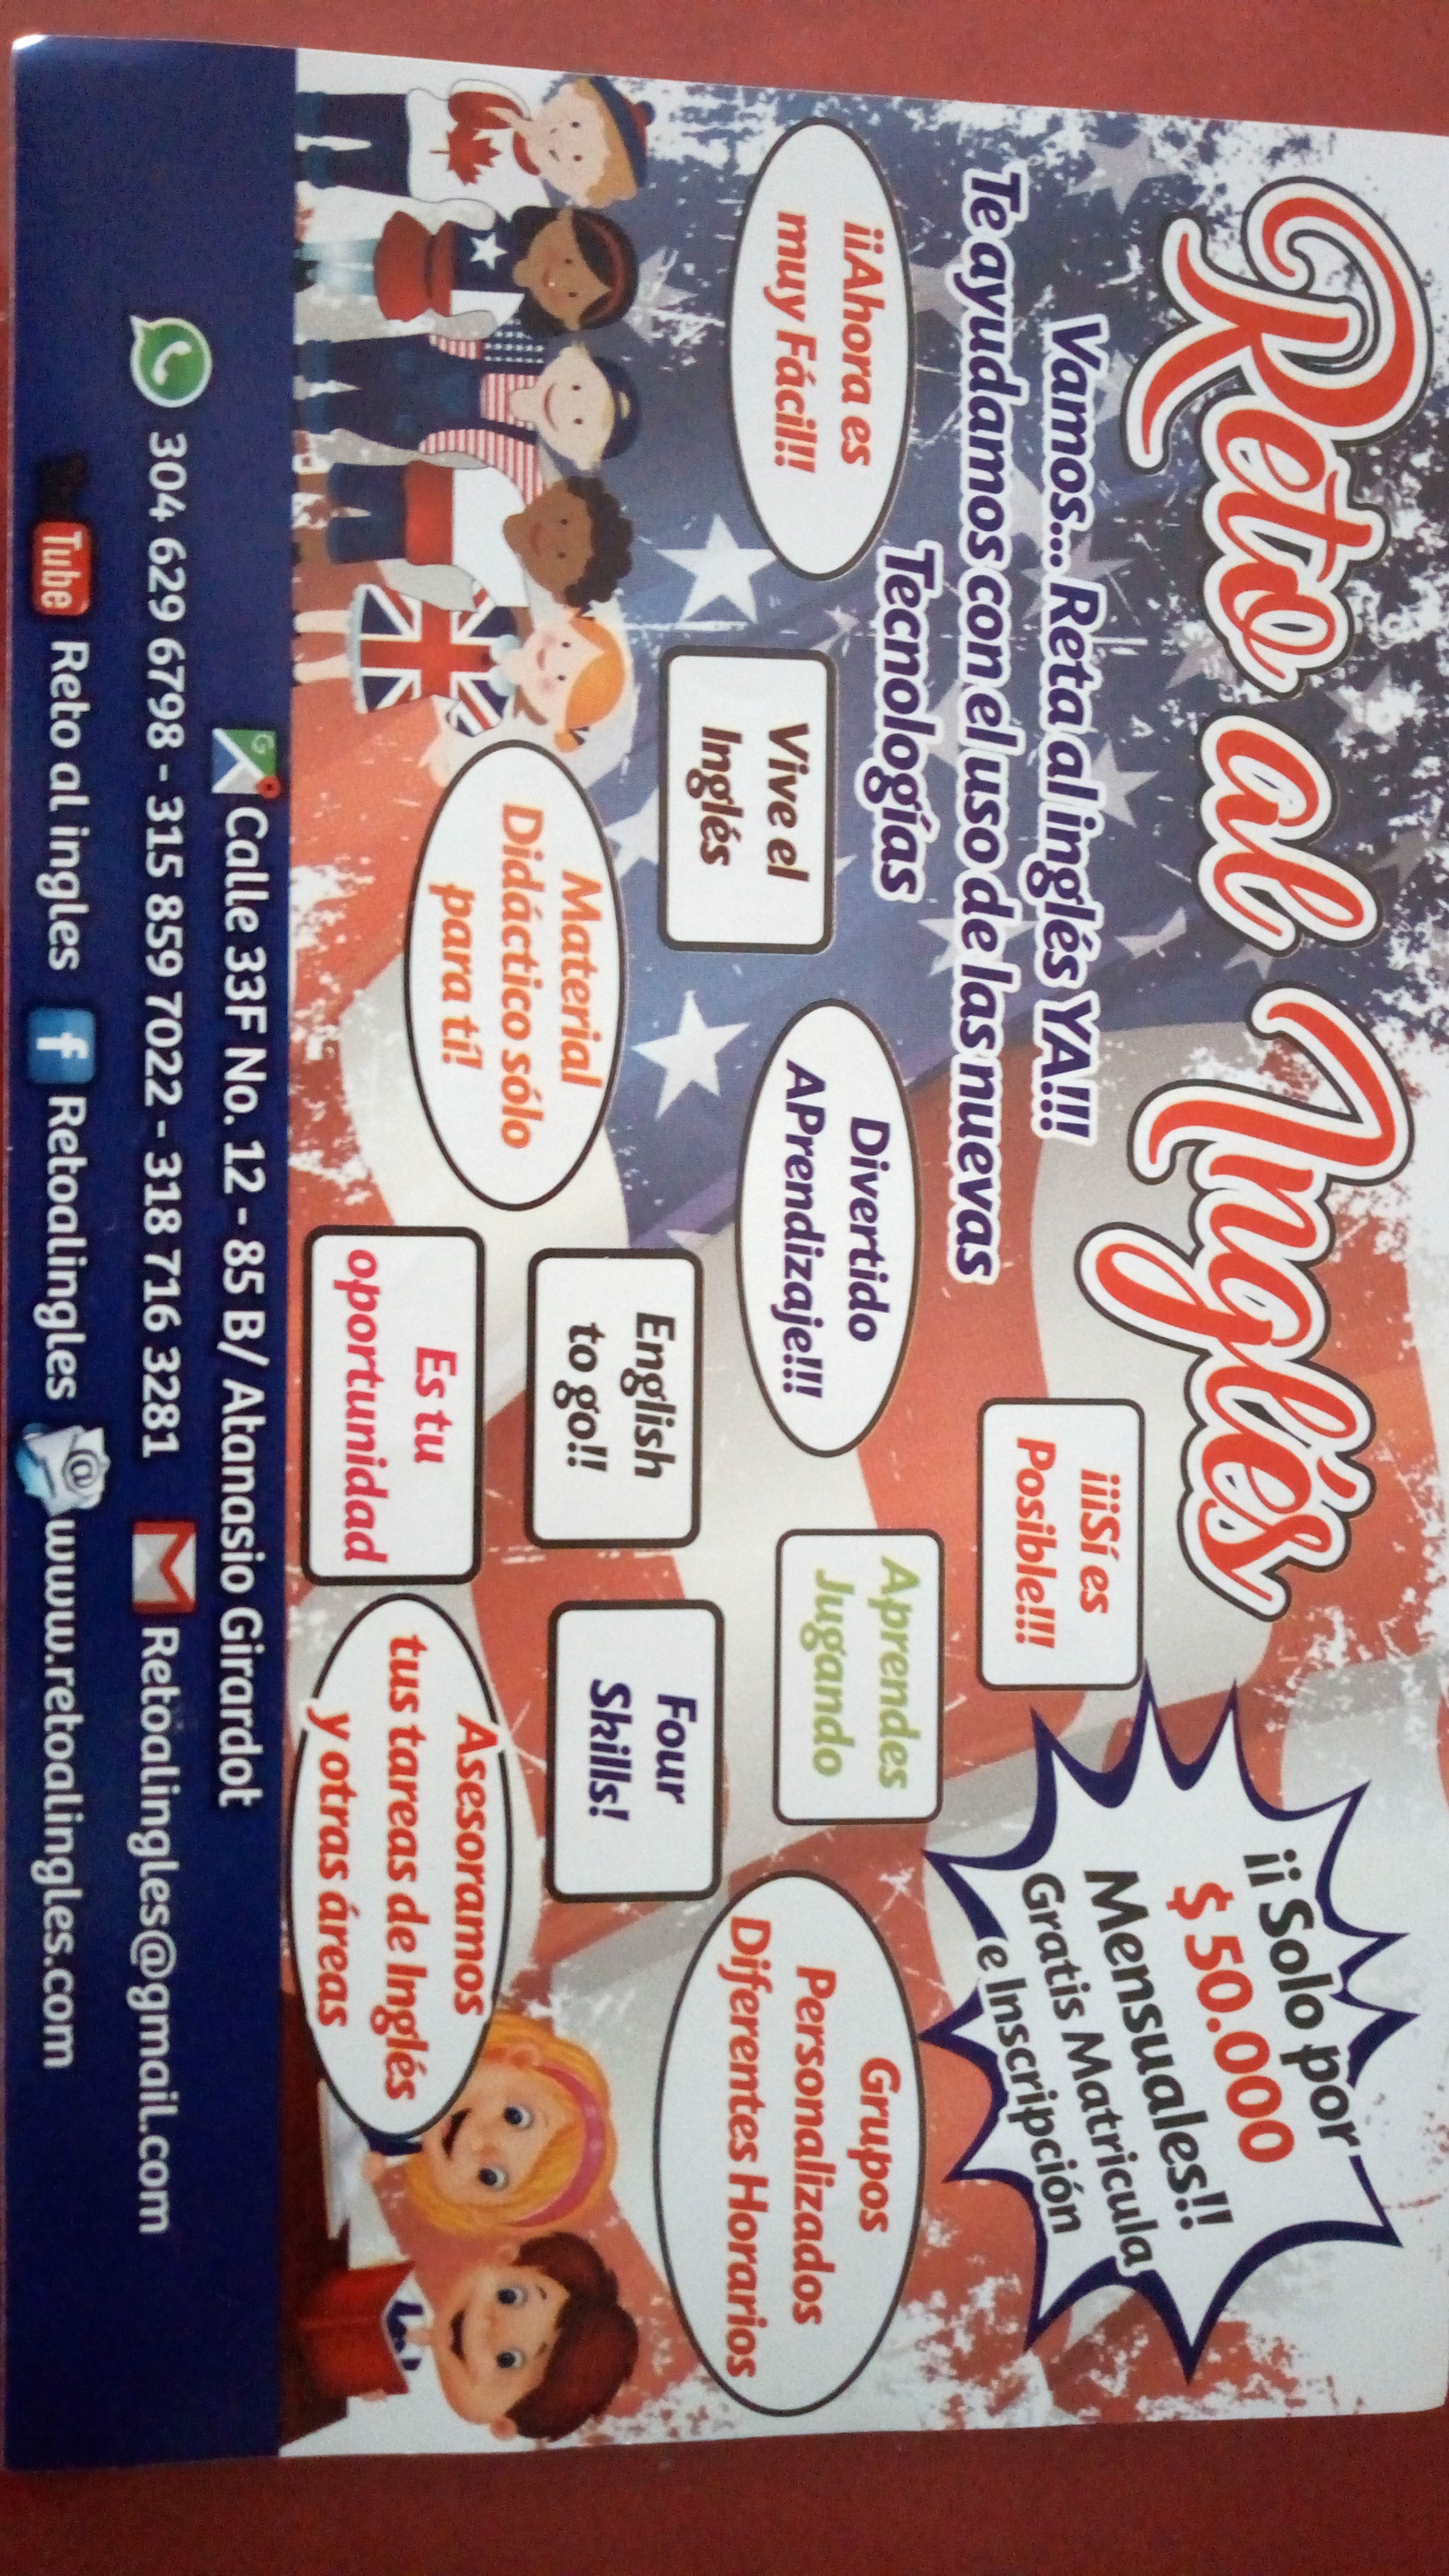 Reto al Inglés
Vamos... Reta al inglés YA!!!
Te ayudamos con el uso de las nuevas
Tecnologías
¡¡¡Sí es
Posible!!!
¡¡ Solo por
$ 50.000
Mensuales!!
Gratis Matricula
e Inscripción
¡¡Ahora es
muy Fácil!!
Vive el
Inglés
Divertido
APrendizaje!!!
Aprendes
Jugando
Grupos
Personalizados
Diferentes Horarios
Material
Didáctico sólo
para tí!
English
to go!!
Four
Skills!
Es tu
oportunidad
Asesoramos
tus tareas de Inglés
y otras áreas
Calle 33F No. 12 - 85 B/ Atanasio Girardot
304 629 6798 - 315 859 7022 - 318 716 3281 Retoalingles@gmail.com
You Tube Reto al ingles f Retoalingles @ www.retoalingles.com